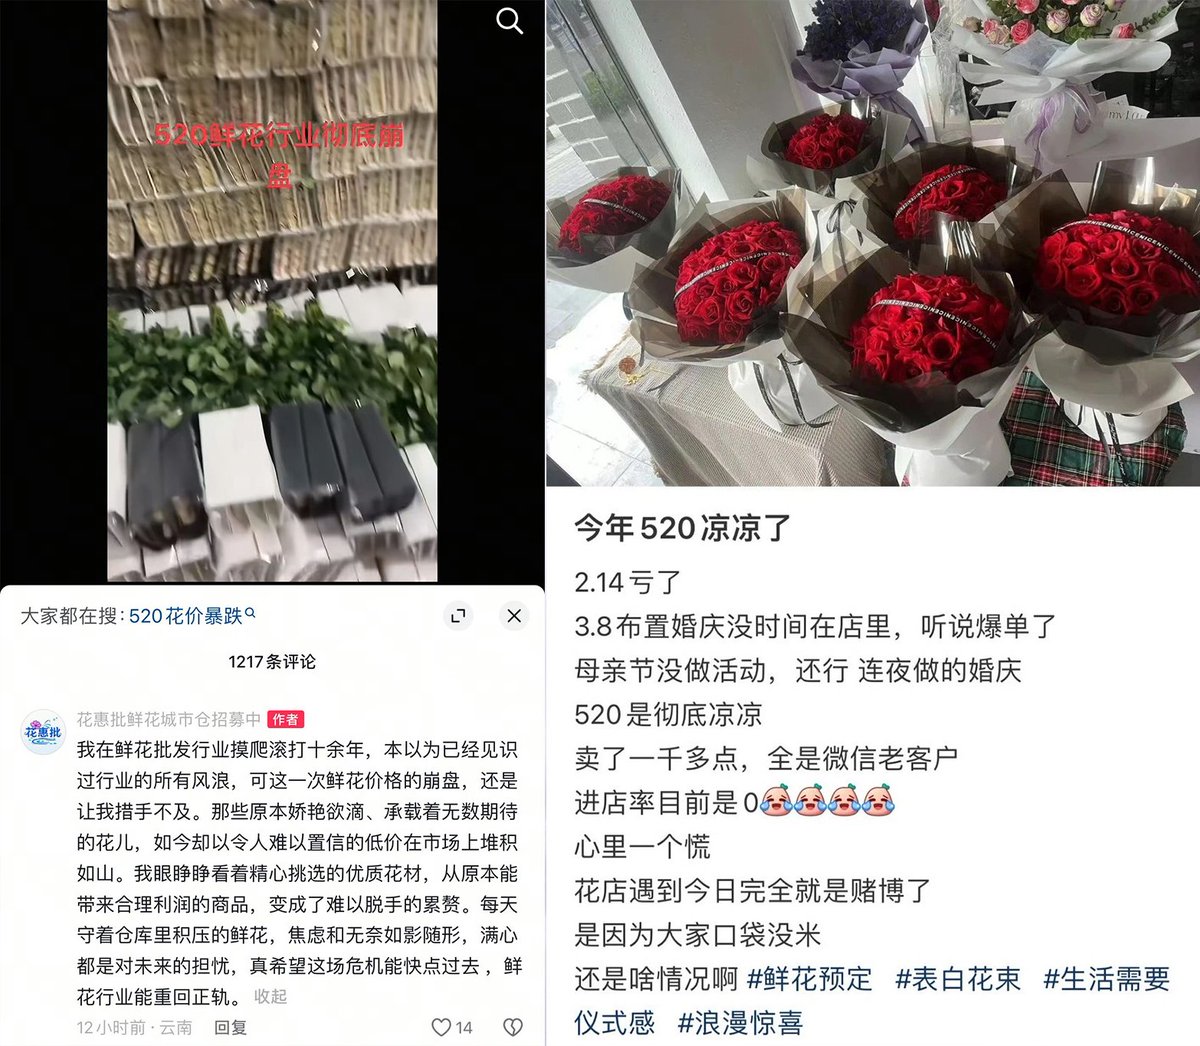 520鲜花行业彻底崩
盘
大家都在搜:520花价暴跌
1217条评论
花惠批
花惠批鲜花城市仓招募中 作者
我在鲜花批发行业摸爬滚打十余年，本以为已经见识
过行业的所有风浪，可这一次鲜花价格的崩盘，还是
让我措手不及。那些原本娇艳欲滴、承载着无数期待
的花儿，如今却以令人难以置信的低价在市场上堆积
如山。我眼睁睁看着精心挑选的优质花材，从原本能
带来合理利润的商品，变成了难以脱手的累赘。每天
守着仓库里积压的鲜花，焦虑和无奈如影随形，满心
都是对未来的担忧，真希望这场危机能快点过去，鲜
花行业能重回正轨。 收起
12小时前·云南 回复 14
今年520凉凉了
2.14亏了
3.8布置婚庆没时间在店里，听说爆单了
母亲节没做活动，还行 连夜做的婚庆
520是彻底凉凉
卖了一千多点，全是微信老客户
进店率目前是0
心里一个慌
花店遇到今日完全就是赌博了
是因为大家口袋没米
还是啥情况啊 #鲜花预定 #表白花束 #生活需要
仪式感 #浪漫惊喜